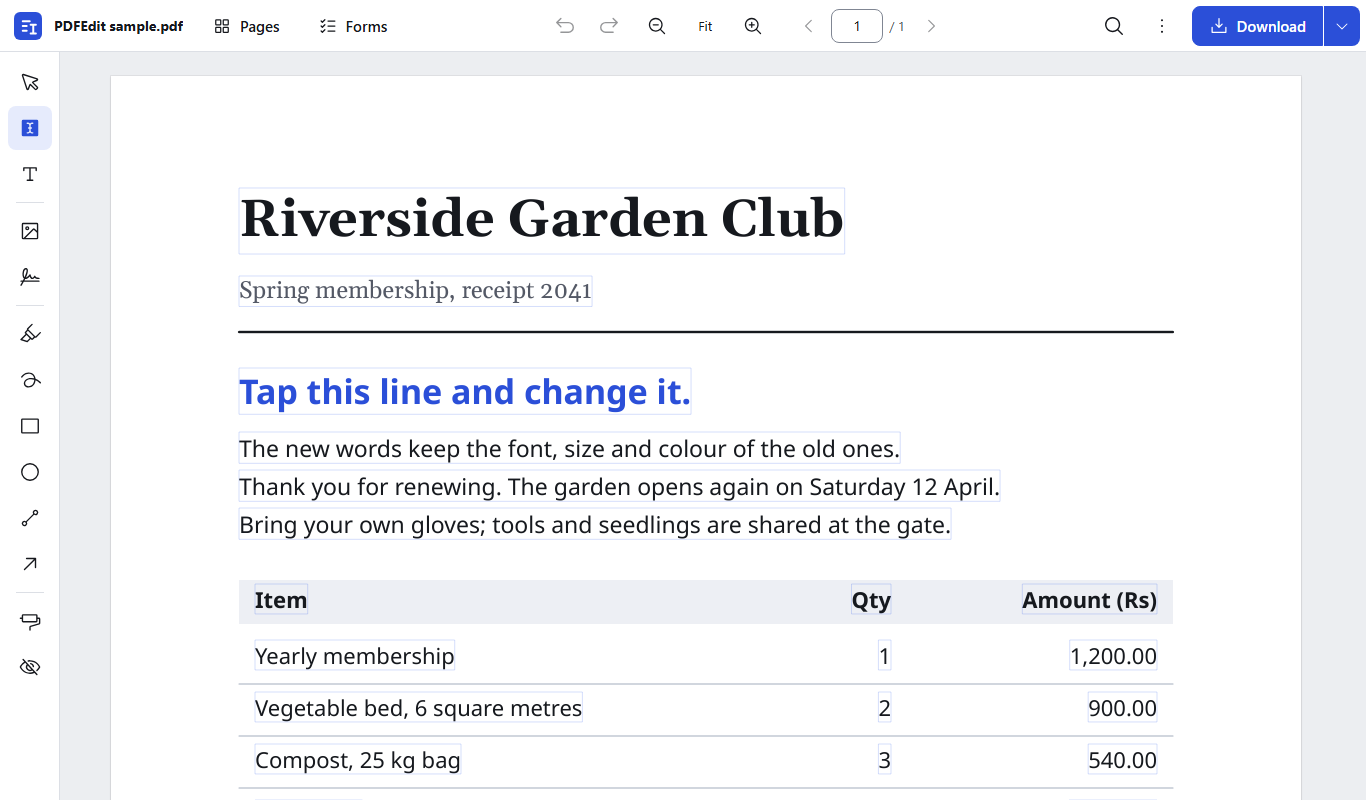 PDFEdit sample.pdf
Pages
Forms
Fit
1 / 1
Download
Riverside Garden Club
Spring membership, receipt 2041
Tap this line and change it.
The new words keep the font, size and colour of the old ones.
Thank you for renewing. The garden opens again on Saturday 12 April.
Bring your own gloves; tools and seedlings are shared at the gate.
Item Qty Amount (Rs)
Yearly membership 1 1,200.00
Vegetable bed, 6 square metres 2 900.00
Compost, 25 kg bag 3 540.00